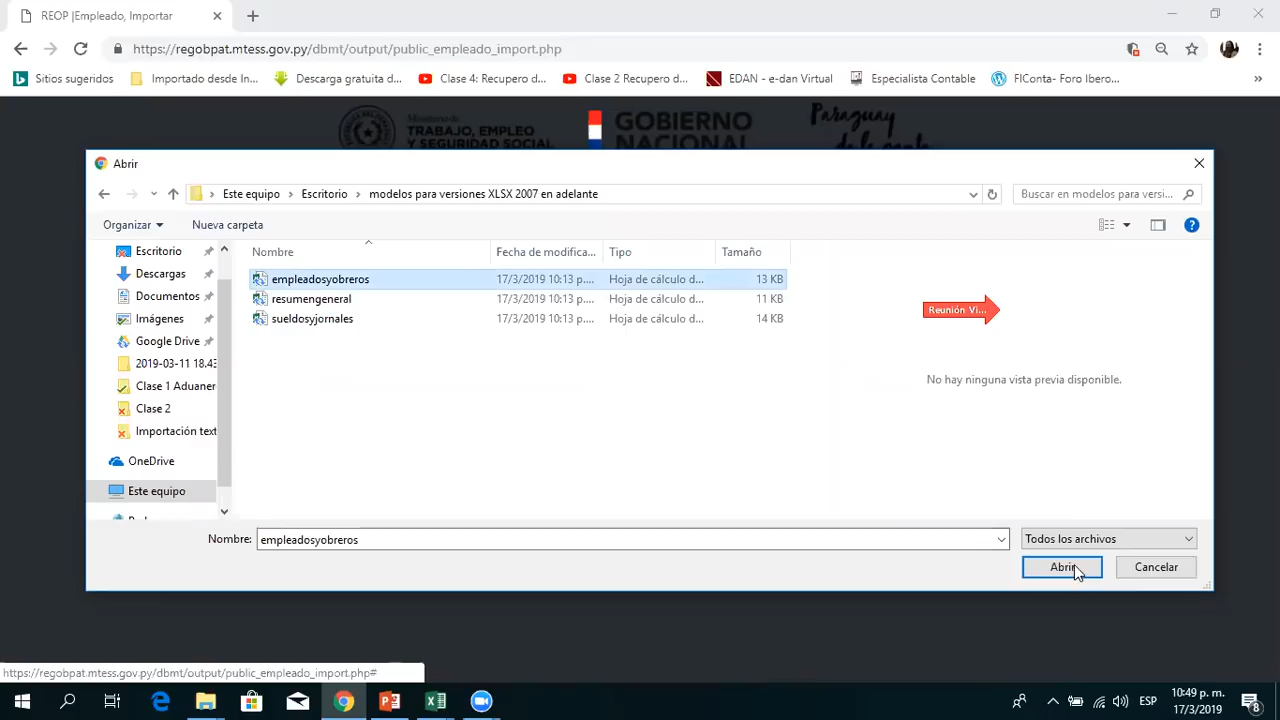 REOP |Empleado, Importar
https://regobpat.mtess.gov.py/dbmt/output/public_empleado_import.php
Sitios sugeridos
Importado desde In...
Descarga gratuita d...
Clase 4: Recupero d...
Clase 2 Recupero d...
EDAN - e-dan Virtual
Especialista Contable
FIConta- Foro Ibero...
»
TRABAJO, EMPLEO
Y SEGURIDAD SOCIAL
GOBIERNO
NACIONAL
Paraguay
Abrir
Este equipo > Escritorio > modelos para versiones XLSX 2007 en adelante
Buscar en modelos para versi...
Organizar
Nueva carpeta
Escritorio
Descargas
Documentos
Imágenes
Google Drive
2019-03-11 18.43
Clase 1 Aduaner
Clase 2
Importación text
OneDrive
Este equipo
Nombre Fecha de modifica... Tipo Tamaño
empleadosyobreros 17/3/2019 10:13 p.... Hoja de cálculo d... 13 KB
resumengeneral 17/3/2019 10:13 p.... Hoja de cálculo d... 11 KB
sueldosyjornales 17/3/2019 10:13 p.... Hoja de cálculo d... 14 KB
Reunión Vi...
No hay ninguna vista previa disponible.
Nombre: empleadosyobreros
Todos los archivos
Abrir
Cancelar
https://regobpat.mtess.gov.py/dbmt/output/public_empleado_import.php#
ESP
10:49 p. m.
17/3/2019
8